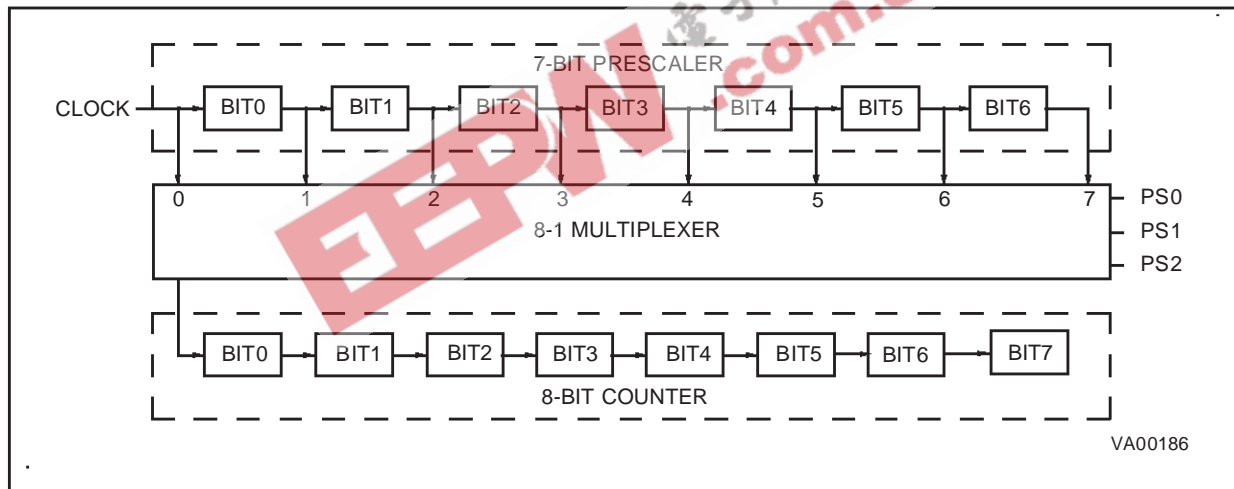 7-BIT PRESCALER
CLOCK BIT0 BIT1 BIT2 BIT3 BIT4 BIT5 BIT6
0 1 2 3 4 5 6 7 PS0
8-1 MULTIPLEXER PS1
PS2
BIT0 BIT1 BIT2 BIT3 BIT4 BIT5 BIT6 BIT7
8-BIT COUNTER
VA00186
EEPW
.com.